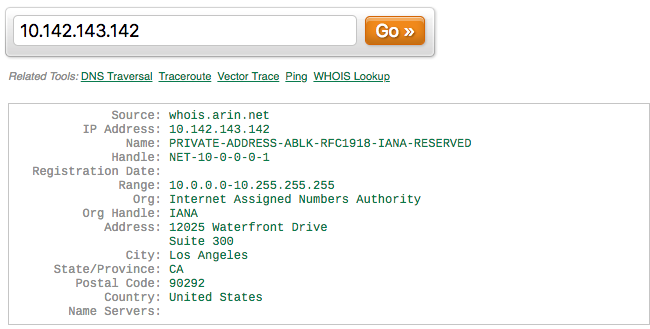 10.142.143.142 Go »
Related Tools: DNS Traversal Traceroute Vector Trace Ping WHOIS Lookup
Source: whois.arin.net
IP Address: 10.142.143.142
Name: PRIVATE-ADDRESS-ABLK-RFC1918-IANA-RESERVED
Handle: NET-10-0-0-0-1
Registration Date:
Range: 10.0.0.0-10.255.255.255
Org: Internet Assigned Numbers Authority
Org Handle: IANA
Address: 12025 Waterfront Drive
Suite 300
City: Los Angeles
State/Province: CA
Postal Code: 90292
Country: United States
Name Servers: